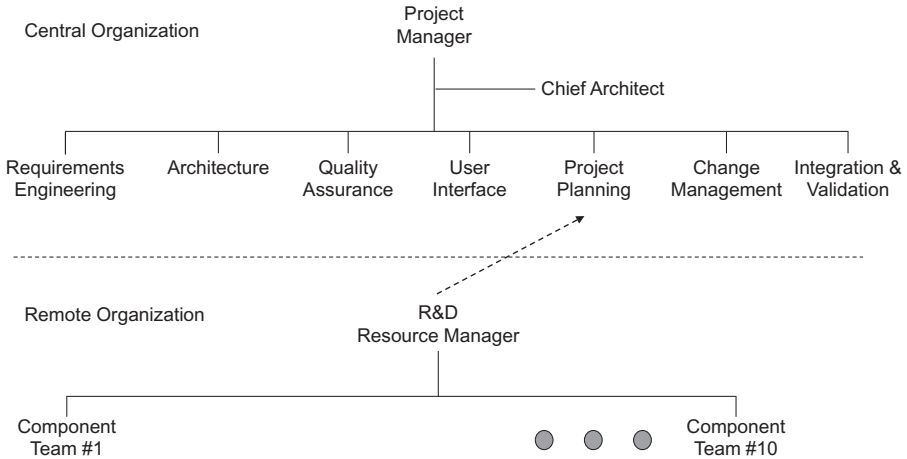 Central Organization
Project
Manager
Chief Architect
Requirements
Engineering
Architecture
Quality
Assurance
User
Interface
Project
Planning
Change
Management
Integration &
Validation
Remote Organization
R&D
Resource Manager
Component
Team #1
Component
Team #10